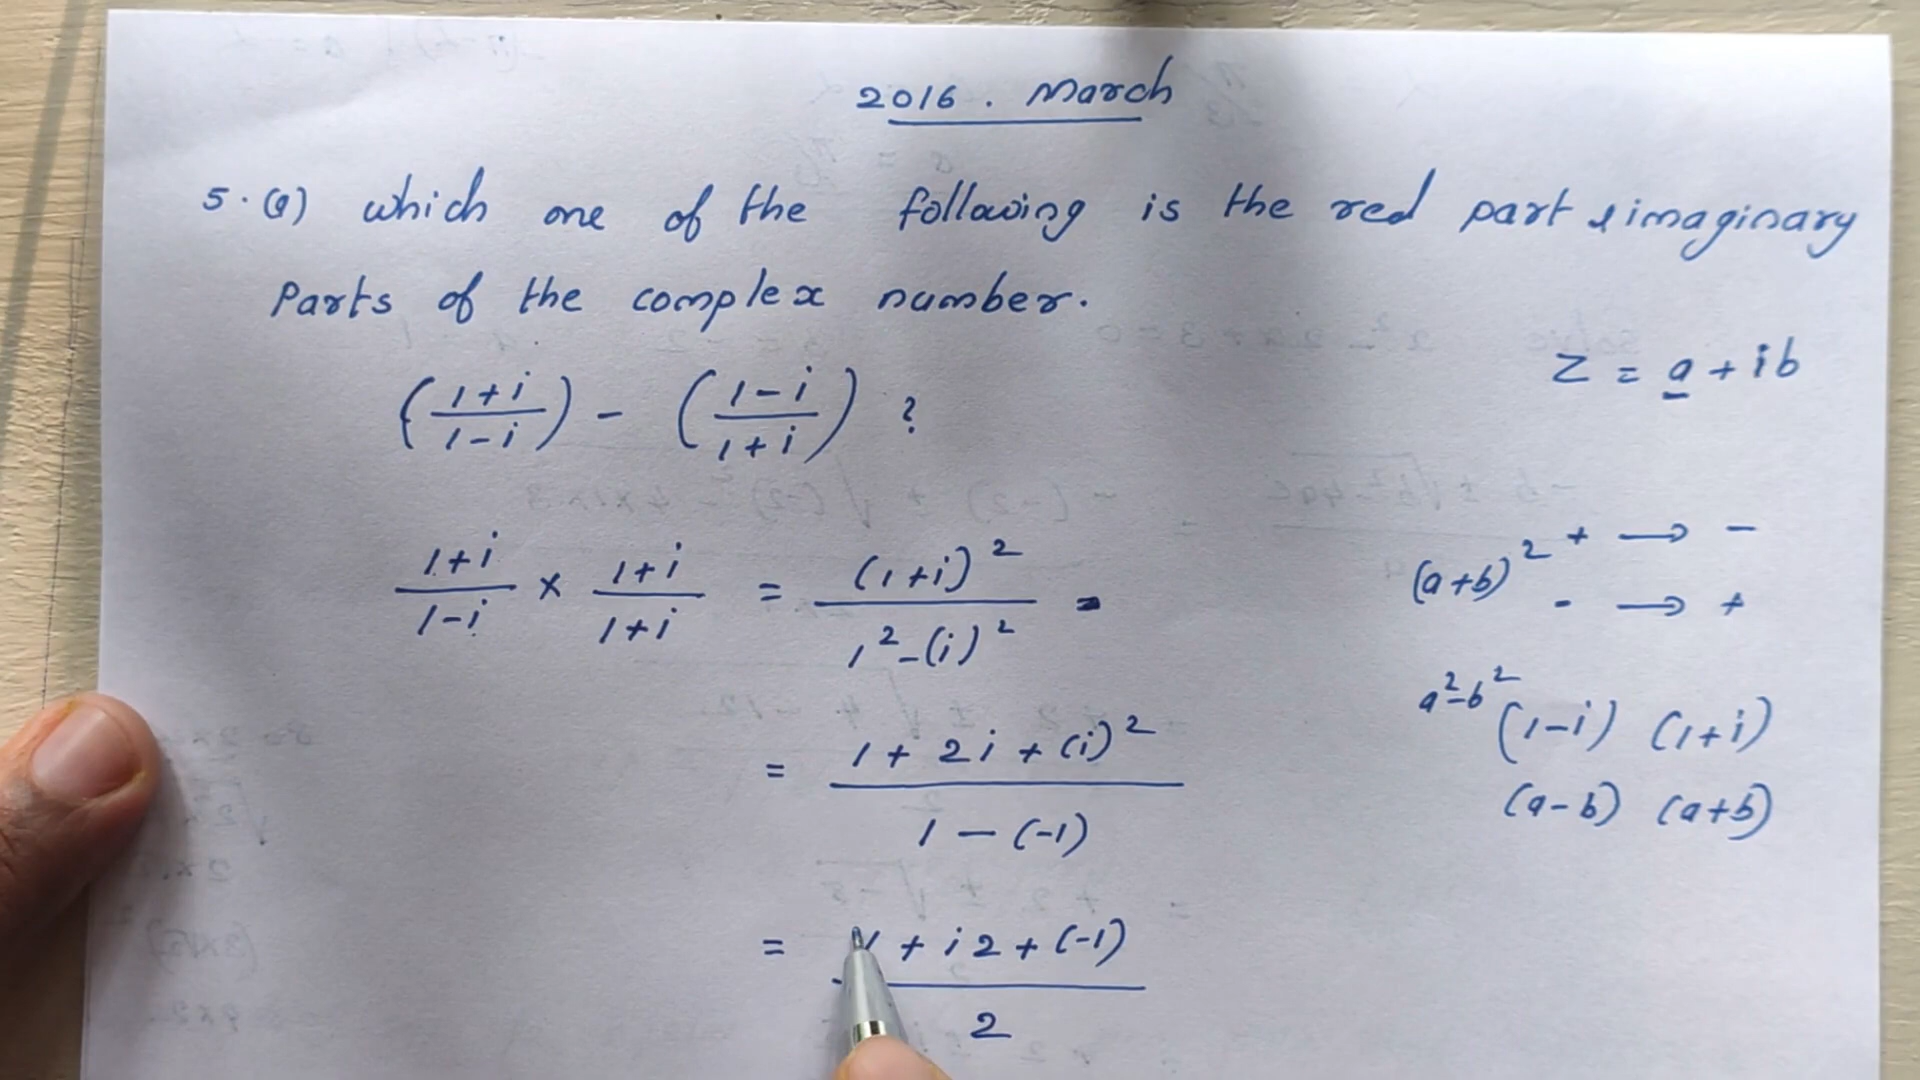 2016. March
5. (a) which one of the following is the red part & imaginary
Parts of the complex number.
(1+i/1-i) - (1-i/1+i) ?
z = a + ib
1+i/1-i × 1+i/1+i = (1+i)²/1²-(i)² =
(a+b)² + → -
- → +
= 1 + 2i + (i)²/1 - (-1)
a²-b² (1-i) (1+i)
(a-b) (a+b)
= 1 + i2 + (-1)/2